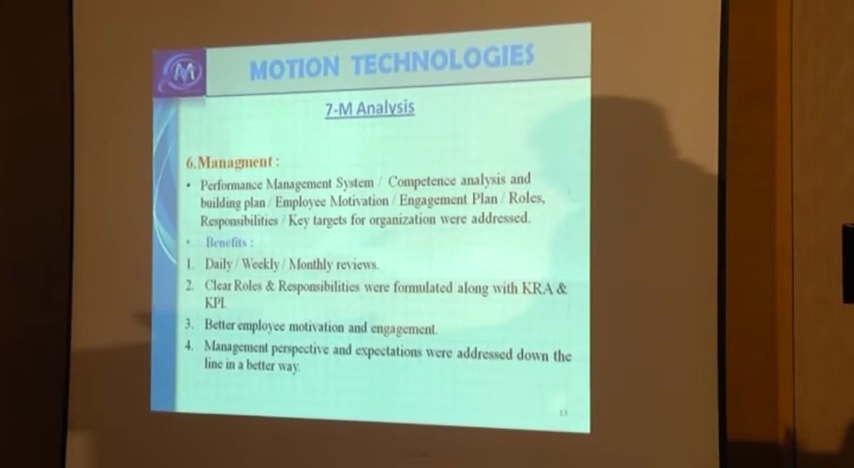 M
MOTION TECHNOLOGIES
7-M Analysis
6.Managment :
• Performance Management System / Competence analysis and
building plan / Employee Motivation / Engagement Plan / Roles,
Responsibilities / Key targets for organization were addressed.
• Benefits :
1. Daily / Weekly / Monthly reviews.
2. Clear Roles & Responsibilities were formulated along with KRA &
KPI.
3. Better employee motivation and engagement.
4. Management perspective and expectations were addressed down the
line in a better way.